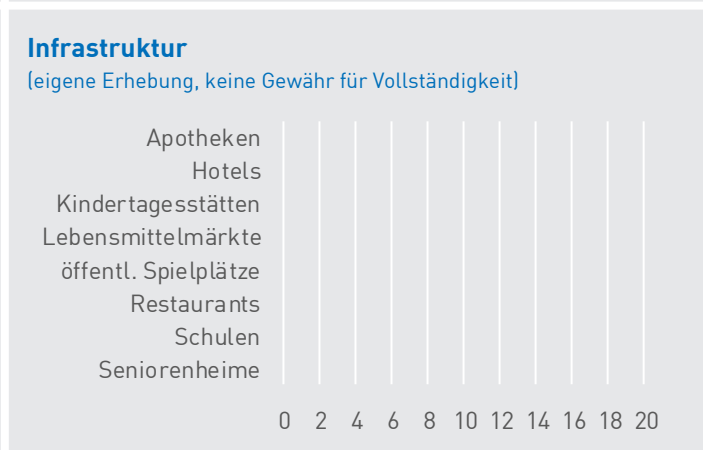 Infrastruktur
(eigene Erhebung, keine Gewähr für Vollständigkeit)
Apotheken
Hotels
Kindertagesstätten
Lebensmittelmärkte
öffentl. Spielplätze
Restaurants
Schulen
Seniorenheime
0 2 4 6 8 10 12 14 16 18 20